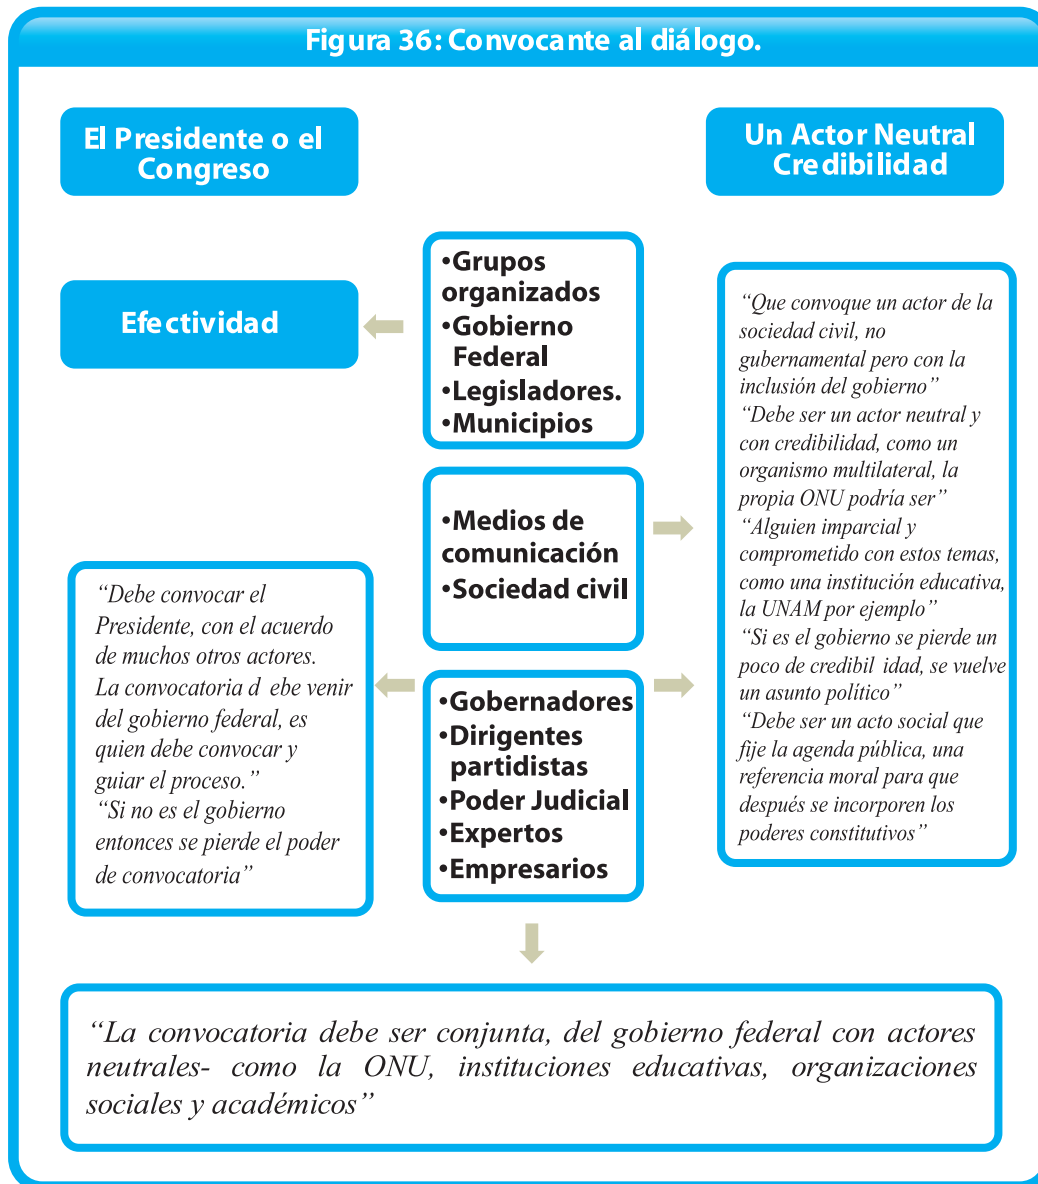 Figura 36: Convocante al diálogo.
El Presidente o el
Congreso
Un Actor Neutral
Credibilidad
Efectividad
•Grupos
organizados
•Gobierno
Federal
•Legisladores.
•Municipios
•Medios de
comunicación
•Sociedad civil
•Gobernadores
•Dirigentes
partidistas
•Poder Judicial
•Expertos
•Empresarios
“Debe convocar el
Presidente, con el acuerdo
de muchos otros actores.
La convocatoria d ebe venir
del gobierno federal, es
quien debe convocar y
guiar el proceso.”
“Si no es el gobierno
entonces se pierde el poder
de convocatoria”
“Que convoque un actor de la
sociedad civil, no
gubernamental pero con la
inclusión del gobierno”
“Debe ser un actor neutral y
con credibilidad, como un
organismo multilateral, la
propia ONU podría ser”
“Alguien imparcial y
comprometido con estos temas,
como una institución educativa,
la UNAM por ejemplo”
“Si es el gobierno se pierde un
poco de credibil idad, se vuelve
un asunto político”
“Debe ser un acto social que
fije la agenda pública, una
referencia moral para que
después se incorporen los
poderes constitutivos”
“La convocatoria debe ser conjunta, del gobierno federal con actores
neutrales- como la ONU, instituciones educativas, organizaciones
sociales y académicos”